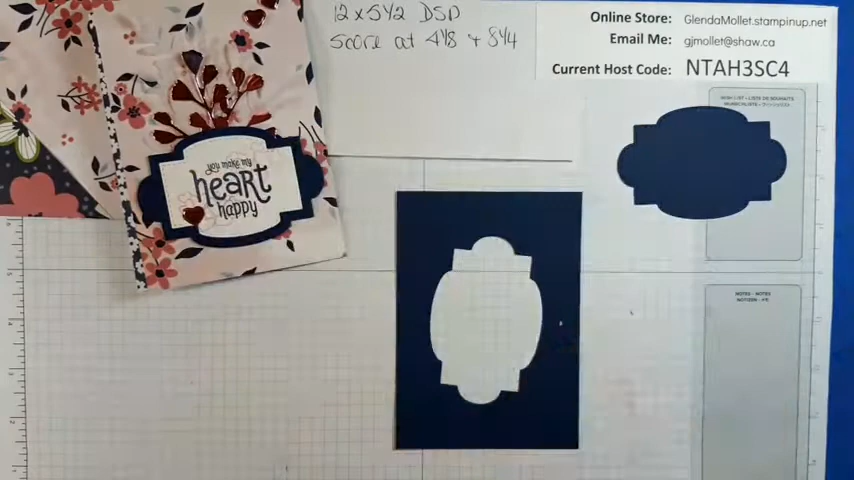 12 x 5 1/2 DSP
Score at 4 1/8 + 8 1/4
Online Store: GlendaMollet.stampinup.net
Email Me: gjmollet@shaw.ca
Current Host Code: NTAH3SC4
you make my
heart
happy